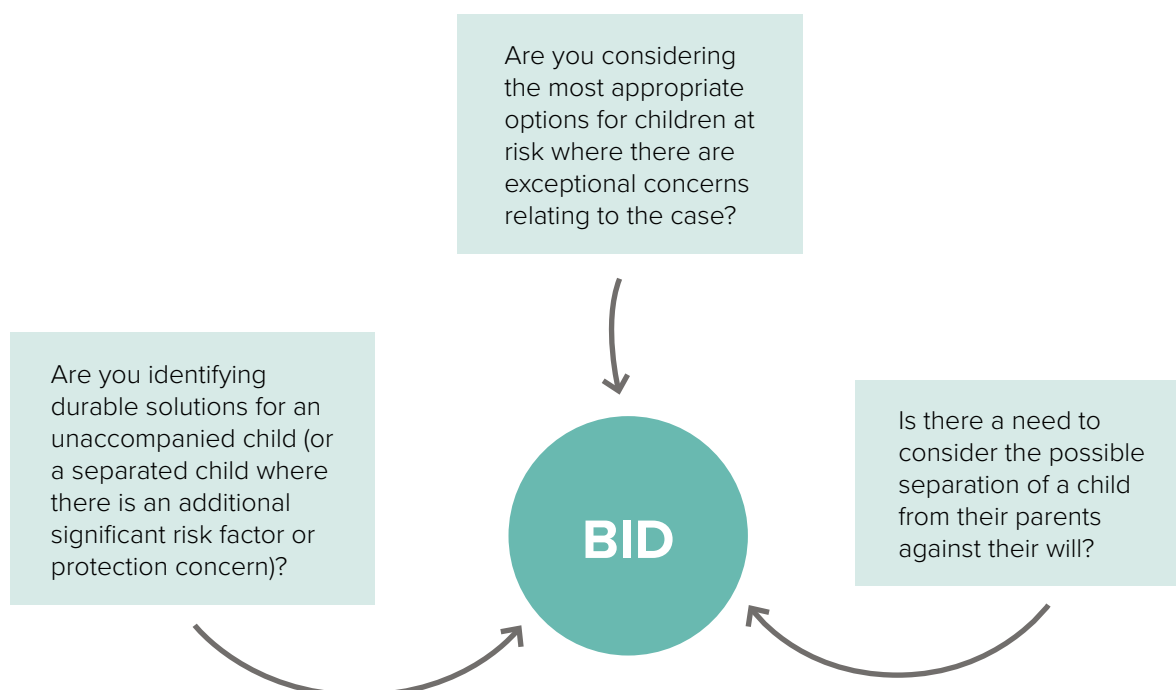 Are you considering
the most appropriate
options for children at
risk where there are
exceptional concerns
relating to the case?
Are you identifying
durable solutions for an
unaccompanied child (or
a separated child where
there is an additional
significant risk factor or
protection concern)?
BID
Is there a need to
consider the possible
separation of a child
from their parents
against their will?